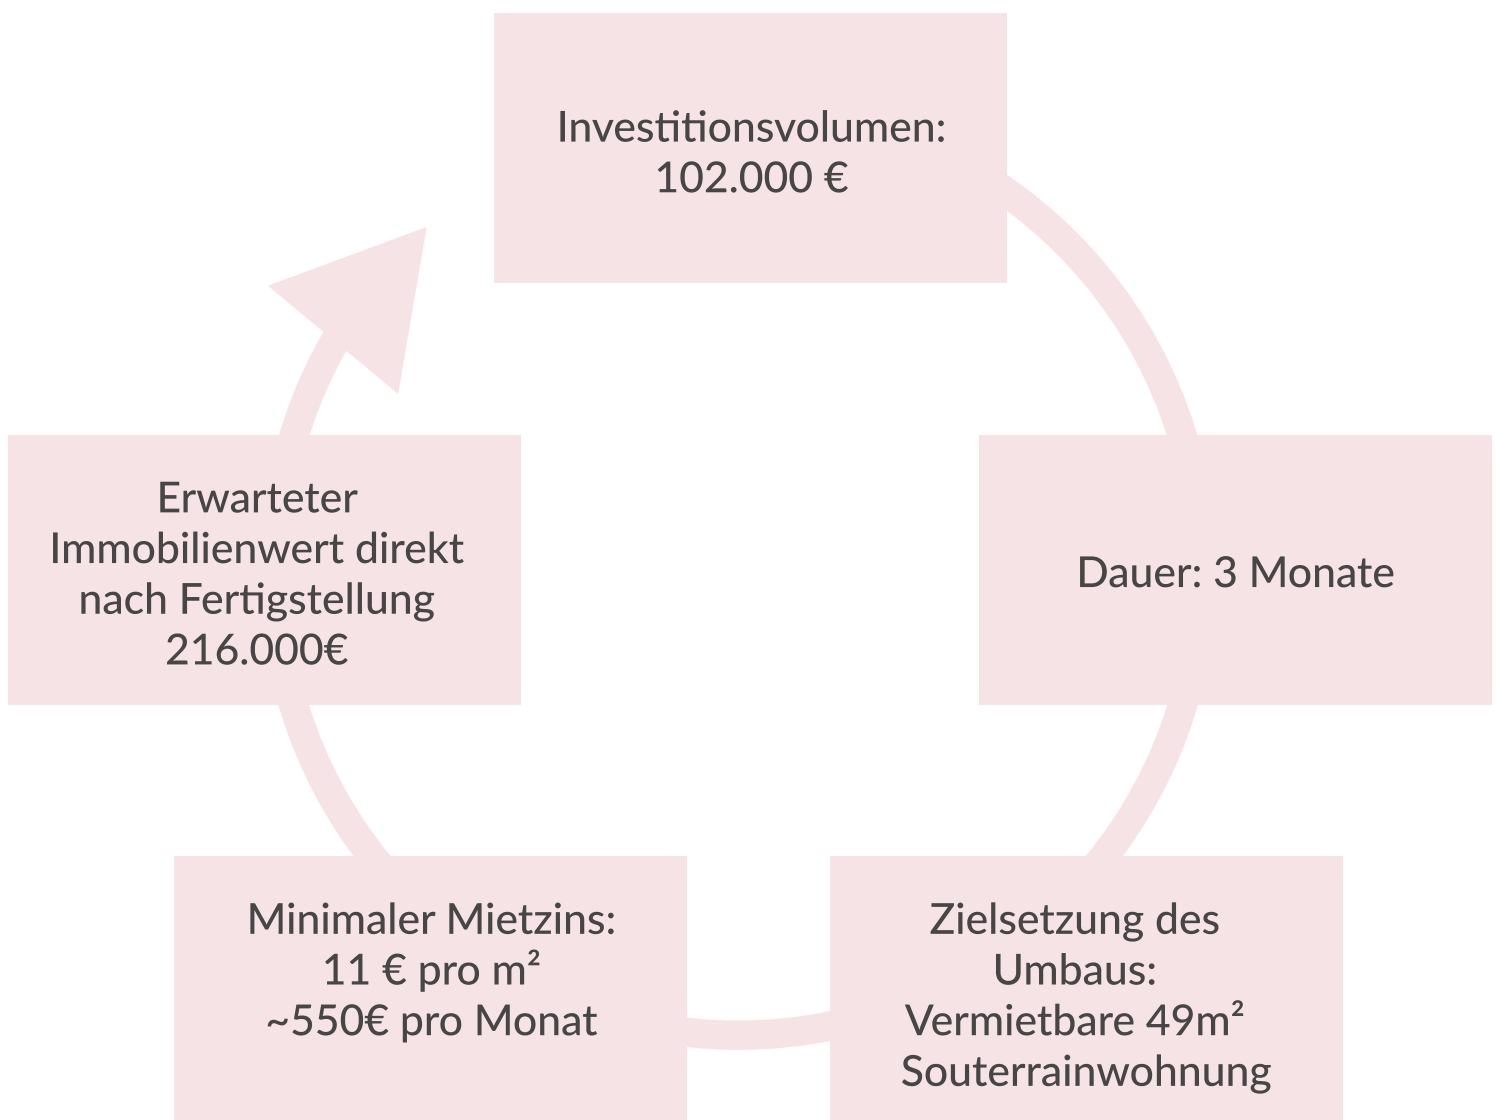 Investitionsvolumen:
102.000 €
Dauer: 3 Monate
Zielsetzung des
Umbaus:
Vermietbare 49m²
Souterrainwohnung
Minimaler Mietzins:
11 € pro m²
~550€ pro Monat
Erwarteter
Immobilienwert direkt
nach Fertigstellung
216.000€